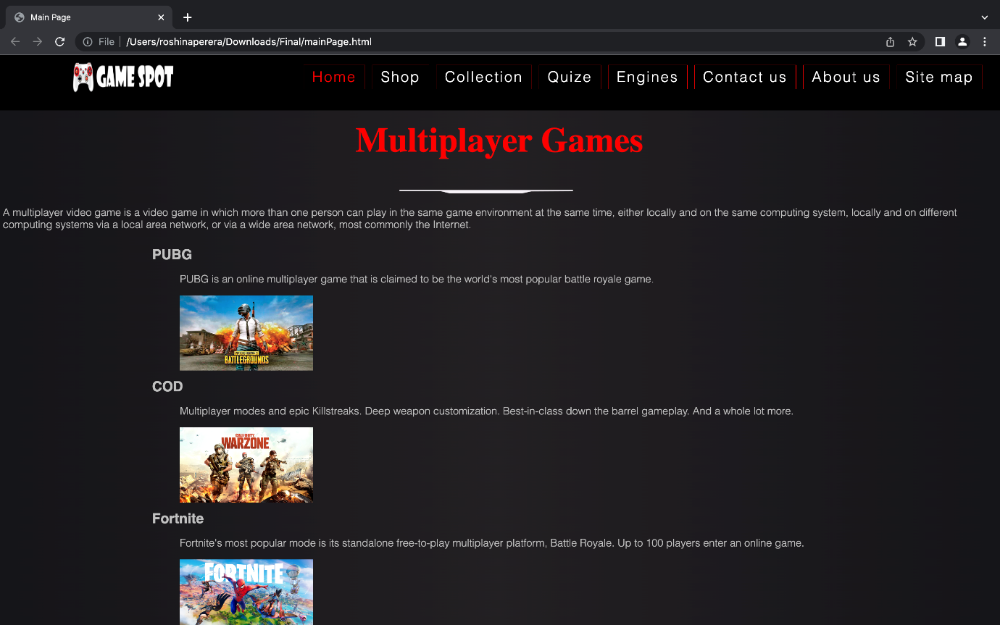 Main Page
File
/Users/roshinaperera/Downloads/Final/mainPage.html
GAME SPOT
Home Shop Collection Quize Engines Contact us About us Site map
Multiplayer Games
A multiplayer video game is a video game in which more than one person can play in the same game environment at the same time, either locally and on the same computing system, locally and on different
computing systems via a local area network, or via a wide area network, most commonly the Internet.
PUBG
PUBG is an online multiplayer game that is claimed to be the world's most popular battle royale game.
BATTLEGROUNDS
COD
Multiplayer modes and epic Killstreaks. Deep weapon customization. Best-in-class down the barrel gameplay. And a whole lot more.
CALL OF DUTY
WARZONE
Fortnite
Fortnite's most popular mode is its standalone free-to-play multiplayer platform, Battle Royale. Up to 100 players enter an online game.
FORTNITE